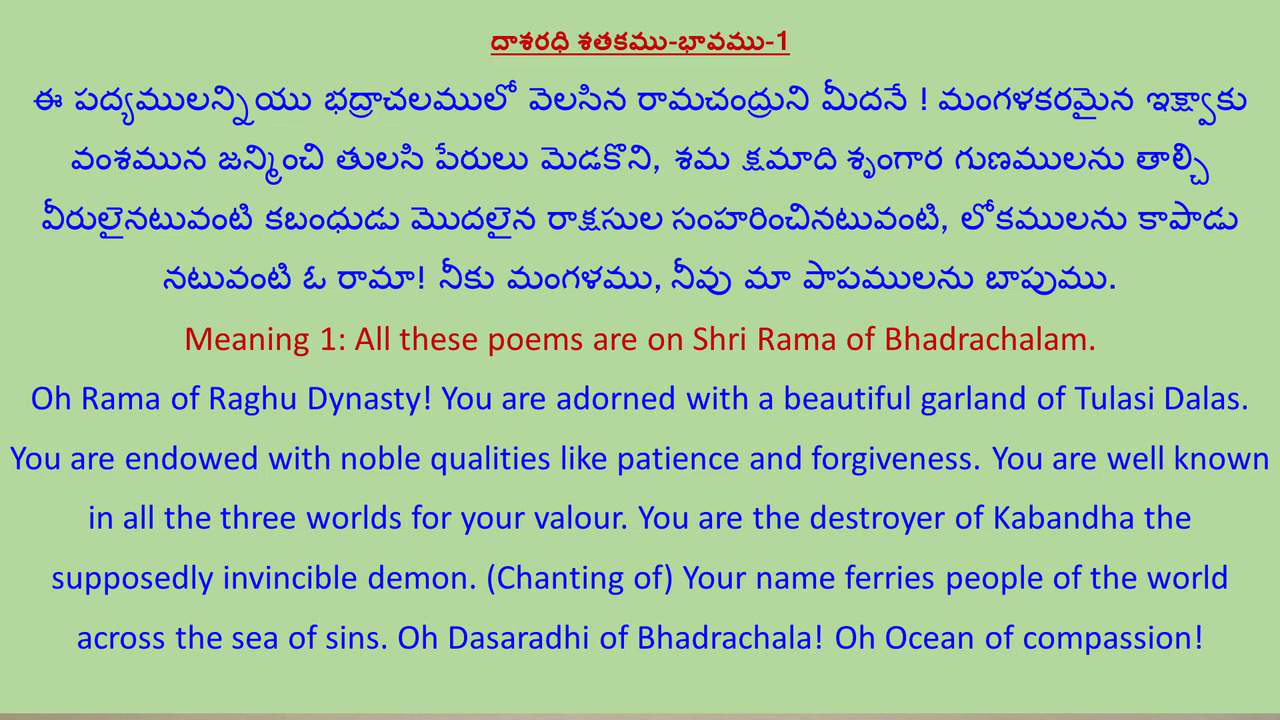 దాశరధి శతకము-భావము-1
ఈ పద్యములన్నియు భద్రాచలములో వెలసిన రామచంద్రుని మీదనే ! మంగళకరమైన ఇక్ష్వాకు
వంశమున జన్మించి తులసి పేరులు మెడకొని, శమ క్షమాది శృంగార గుణములను తాల్చి
వీరులైనటువంటి కబంధుడు మొదలైన రాక్షసుల సంహరించినటువంటి, లోకములను కాపాడు
నటువంటి ఓ రామా! నీకు మంగళము, నీవు మా పాపములను బాపుము.
Meaning 1: All these poems are on Shri Rama of Bhadrachalam.
Oh Rama of Raghu Dynasty! You are adorned with a beautiful garland of Tulasi Dalas.
You are endowed with noble qualities like patience and forgiveness. You are well known
in all the three worlds for your valour. You are the destroyer of Kabandha the
supposedly invincible demon. (Chanting of) Your name ferries people of the world
across the sea of sins. Oh Dasaradhi of Bhadrachala! Oh Ocean of compassion!